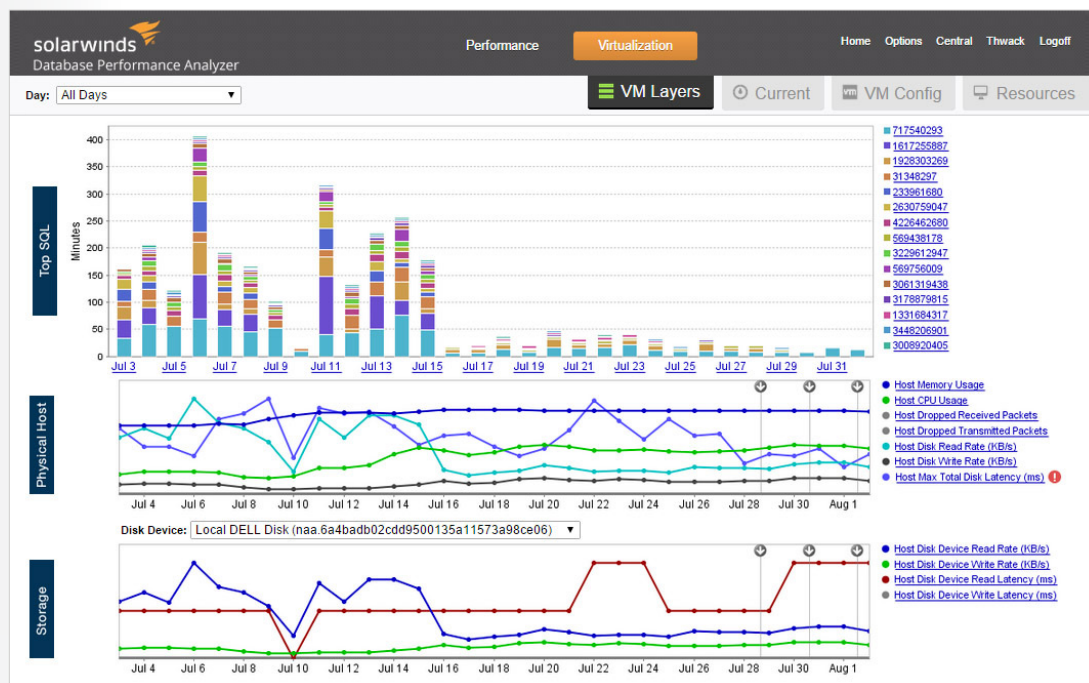 solarwinds
Database Performance Analyzer
Performance
Virtualization
Home Options Central Thwack Logoff
Day: All Days
VM Layers
Current
vm VM Config
Resources
Top SQL
Minutes
400
350
300
250
200
150
100
50
0
Jul 3 Jul 5 Jul 7 Jul 9 Jul 11 Jul 13 Jul 15 Jul 17 Jul 19 Jul 21 Jul 23 Jul 25 Jul 27 Jul 29 Jul 31
717540293
1617255887
1928303269
31348297
233961680
2630759047
4226462680
569438178
3229612947
569756009
3061319438
3178879815
1331684317
3448206901
3008920405
Physical Host
Jul 4 Jul 6 Jul 8 Jul 10 Jul 12 Jul 14 Jul 16 Jul 18 Jul 20 Jul 22 Jul 24 Jul 26 Jul 28 Jul 30 Aug 1
Host Memory Usage
Host CPU Usage
Host Dropped Received Packets
Host Dropped Transmitted Packets
Host Disk Read Rate (KB/s)
Host Disk Write Rate (KB/s)
Host Max Total Disk Latency (ms)
Disk Device: Local DELL Disk (naa.6a4badb02cdd9500135a11573a98ce06)
Storage
Jul 4 Jul 6 Jul 8 Jul 10 Jul 12 Jul 14 Jul 16 Jul 18 Jul 20 Jul 22 Jul 24 Jul 26 Jul 28 Jul 30 Aug 1
Host Disk Device Read Rate (KB/s)
Host Disk Device Write Rate (KB/s)
Host Disk Device Read Latency (ms)
Host Disk Device Write Latency (ms)